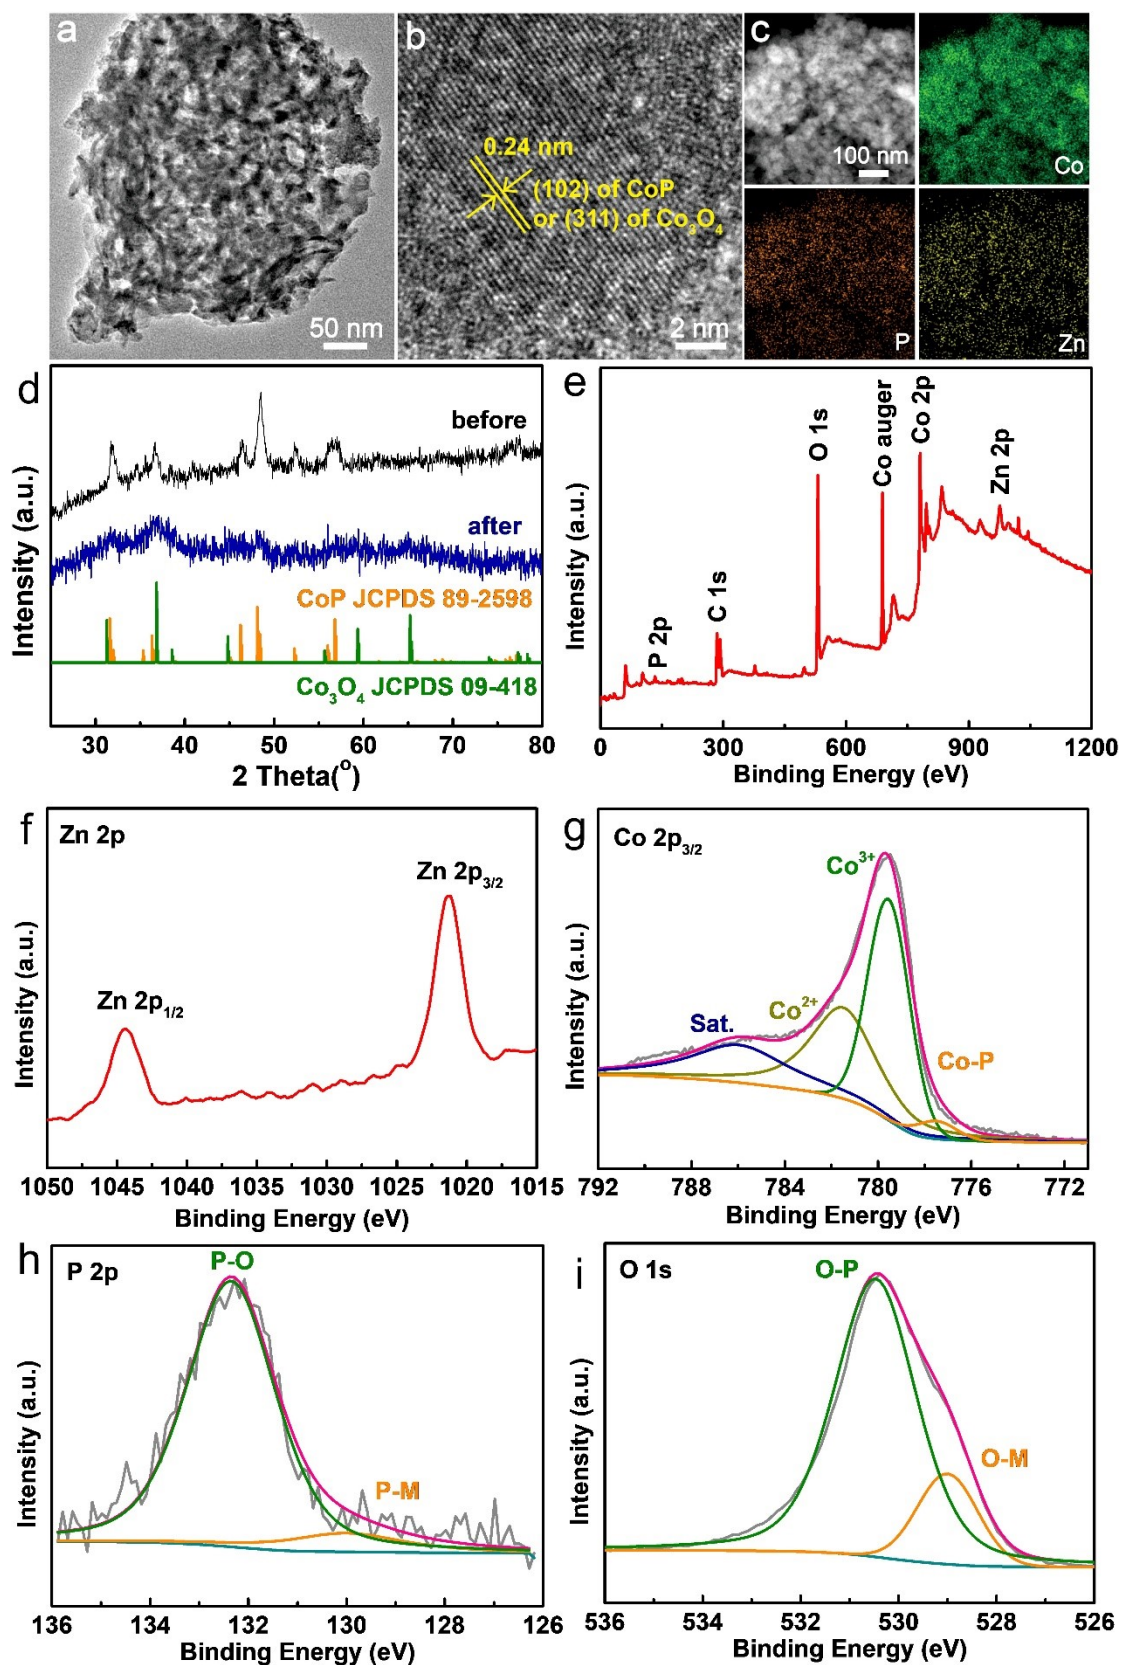 a
50 nm
b
0.24 nm
(102) of CoP
or (311) of Co₃O₄
2 nm
c
100 nm
Co
P
Zn
d
before
after
CoP JCPDS 89-2598
Co₃O₄ JCPDS 09-418
Intensity (a.u.)
30 40 50 60 70 80
2 Theta(°)
e
P 2p
C 1s
O 1s
Co auger
Co 2p
Zn 2p
Intensity (a.u.)
0 300 600 900 1200
Binding Energy (eV)
f
Zn 2p
Zn 2p₁/₂
Zn 2p₃/₂
Intensity (a.u.)
1050 1045 1040 1035 1030 1025 1020 1015
Binding Energy (eV)
g
Co 2p₃/₂
Co³⁺
Co²⁺
Sat.
Co-P
Intensity (a.u.)
792 788 784 780 776 772
Binding Energy (eV)
h
P 2p
P-O
P-M
Intensity (a.u.)
136 134 132 130 128 126
Binding Energy (eV)
i
O 1s
O-P
O-M
Intensity (a.u.)
536 534 532 530 528 526
Binding Energy (eV)